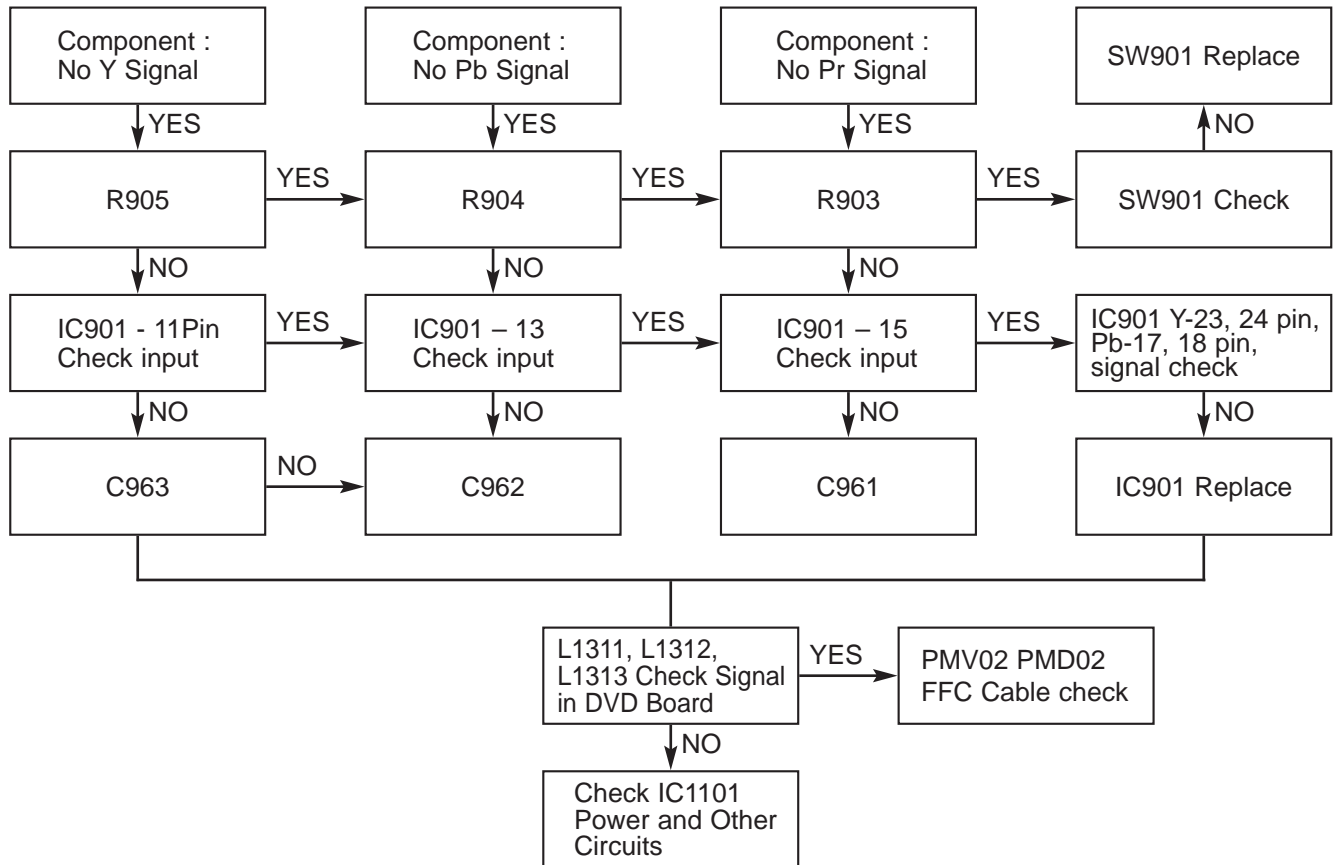 Component :
No Y Signal
Component :
No Pb Signal
Component :
No Pr Signal
SW901 Replace
YES
YES
YES
NO
R905
YES
R904
YES
R903
YES
SW901 Check
NO
NO
NO
IC901 - 11Pin
Check input
YES
IC901 – 13
Check input
YES
IC901 – 15
Check input
YES
IC901 Y-23, 24 pin,
Pb-17, 18 pin,
signal check
NO
NO
NO
NO
C963
NO
C962
C961
IC901 Replace
L1311, L1312,
L1313 Check Signal
in DVD Board
YES
PMV02 PMD02
FFC Cable check
NO
Check IC1101
Power and Other
Circuits